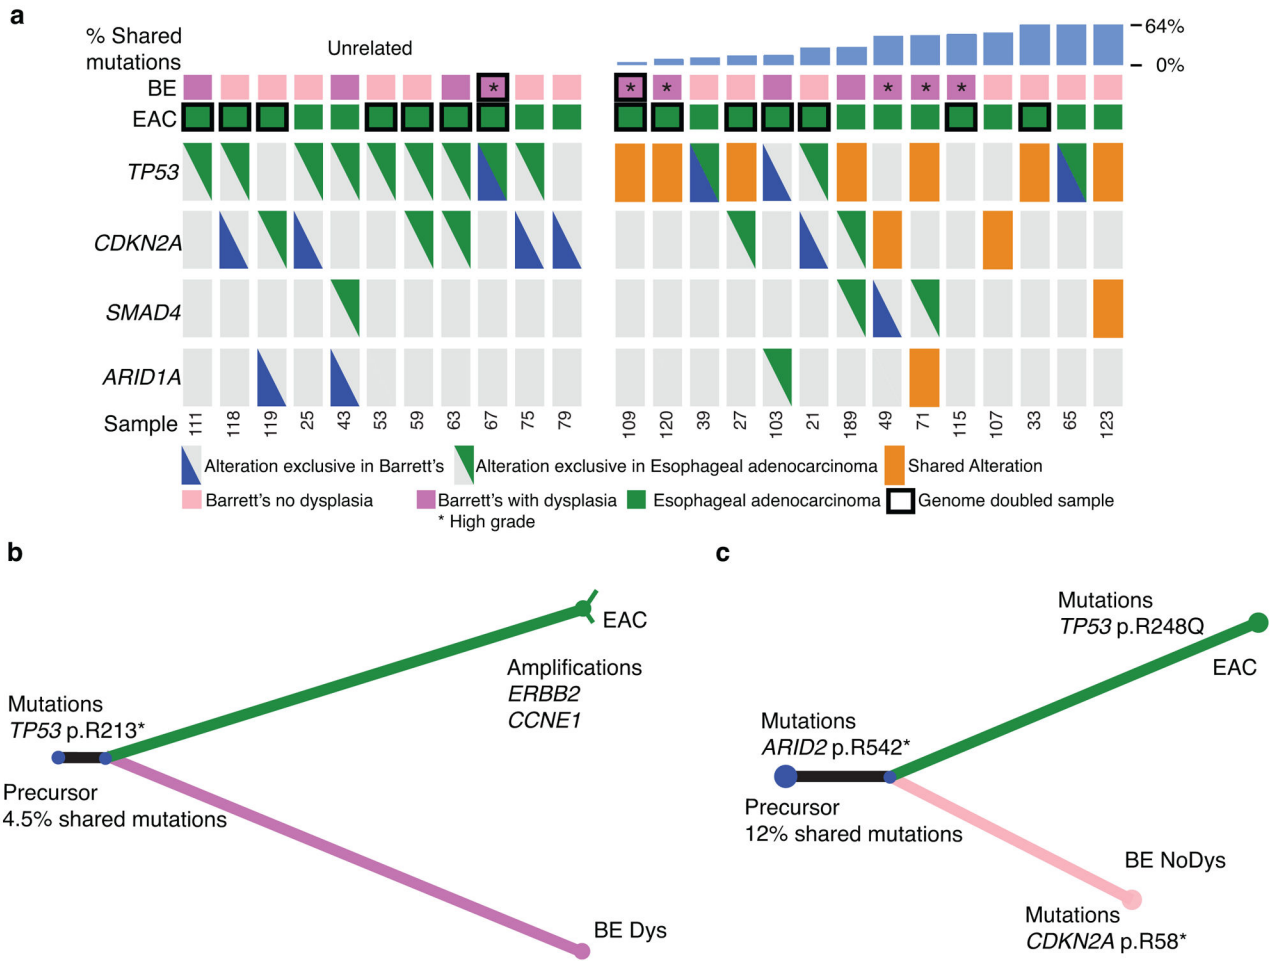 a
% Shared
mutations
Unrelated
64%
0%
BE
* * * * * *
EAC
TP53
CDKN2A
SMAD4
ARID1A
Sample 111 118 119 25 43 53 59 63 67 75 79 109 120 39 27 103 21 189 49 71 115 107 33 65 123
Alteration exclusive in Barrett's Alteration exclusive in Esophageal adenocarcinoma Shared Alteration
Barrett's no dysplasia Barrett's with dysplasia Esophageal adenocarcinoma Genome doubled sample
* High grade
b
EAC
Amplifications
ERBB2
CCNE1
Mutations
TP53 p.R213*
Precursor
4.5% shared mutations
BE Dys
c
Mutations
TP53 p.R248Q
EAC
Mutations
ARID2 p.R542*
Precursor
12% shared mutations
BE NoDys
Mutations
CDKN2A p.R58*